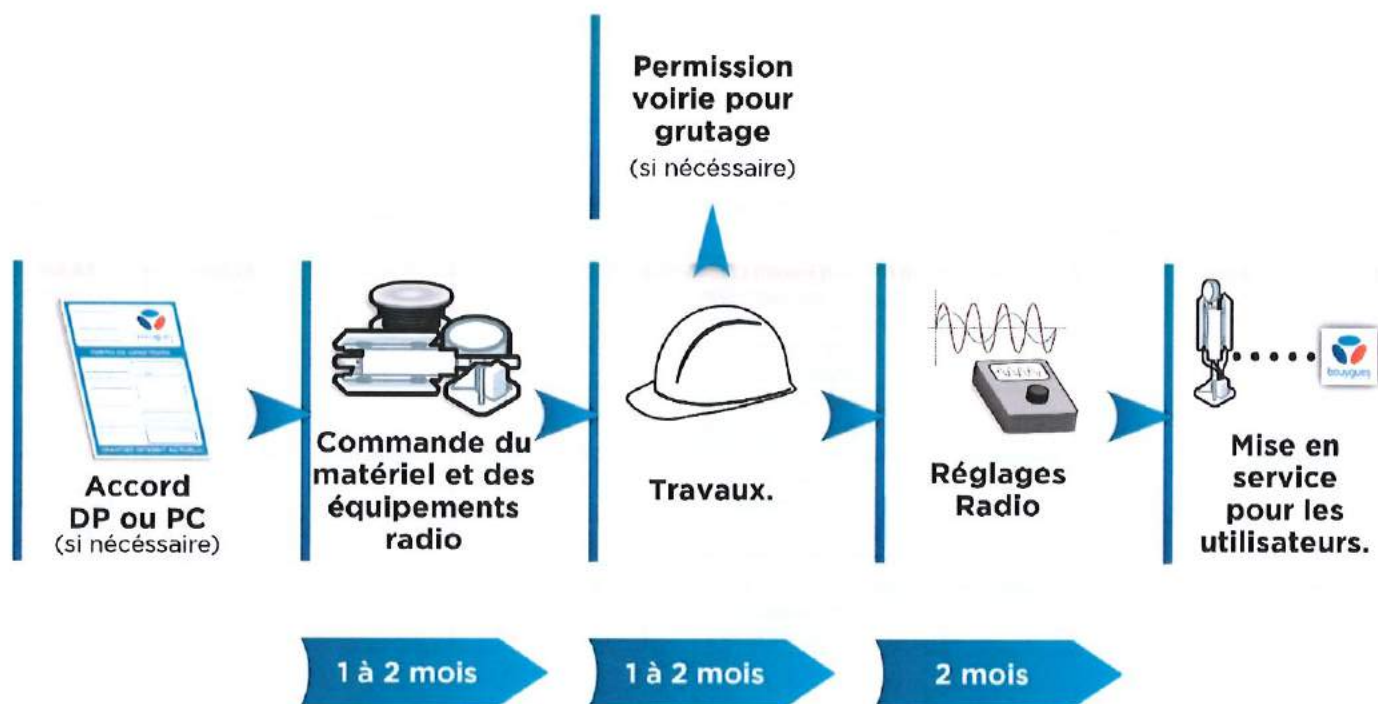 Permission
voirie pour
grutage
(si nécéssaire)
Accord
DP ou PC
(si nécéssaire)
Commande du
matériel et des
équipements
radio
Travaux.
Réglages
Radio
bouygues
Mise en
service
pour les
utilisateurs.
1 à 2 mois
1 à 2 mois
2 mois